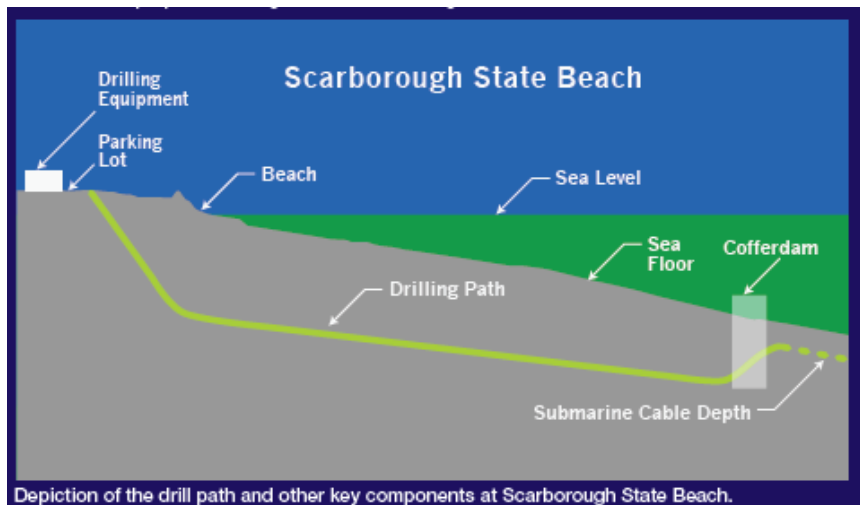 Scarborough State Beach
Drilling
Equipment
Parking
Lot
Beach
Sea Level
Sea
Floor
Cofferdam
Drilling Path
Submarine Cable Depth
Depiction of the drill path and other key components at Scarborough State Beach.